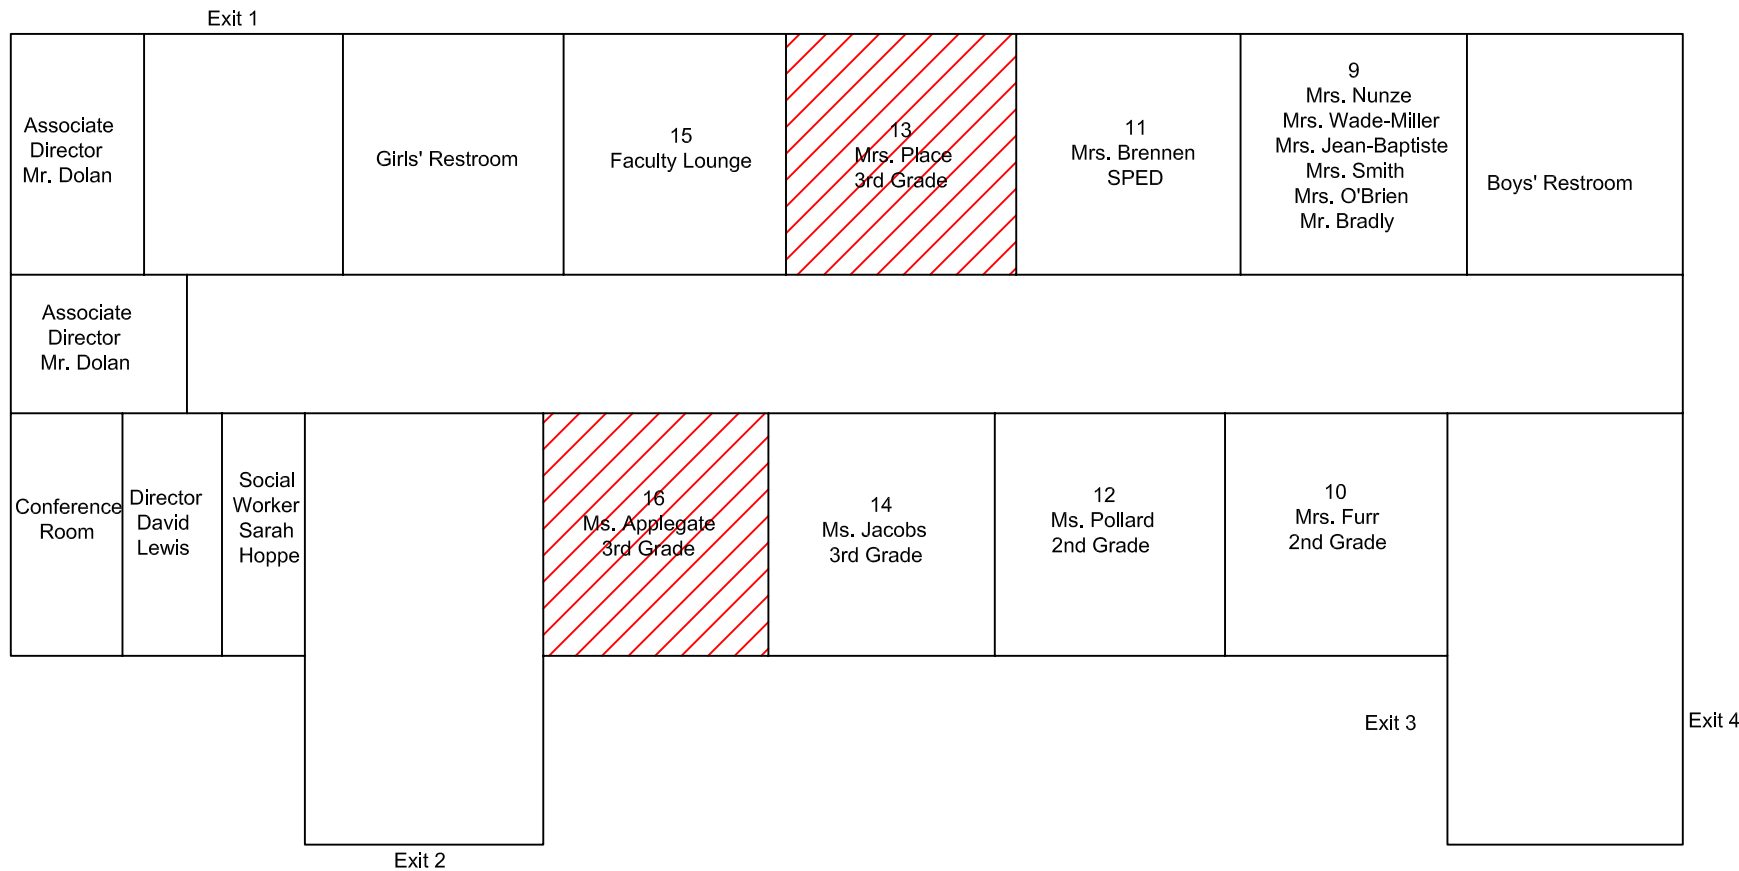 Exit 1
Associate
Director
Mr. Dolan
Girls' Restroom
15
Faculty Lounge
13
Mrs. Place
3rd Grade
11
Mrs. Brennen
SPED
9
Mrs. Nunze
Mrs. Wade-Miller
Mrs. Jean-Baptiste
Mrs. Smith
Mrs. O'Brien
Mr. Bradly
Boys' Restroom
Associate
Director
Mr. Dolan
Conference
Room
Director
David
Lewis
Social
Worker
Sarah
Hoppe
16
Ms. Applegate
3rd Grade
14
Ms. Jacobs
3rd Grade
12
Ms. Pollard
2nd Grade
10
Mrs. Furr
2nd Grade
Exit 3
Exit 4
Exit 2